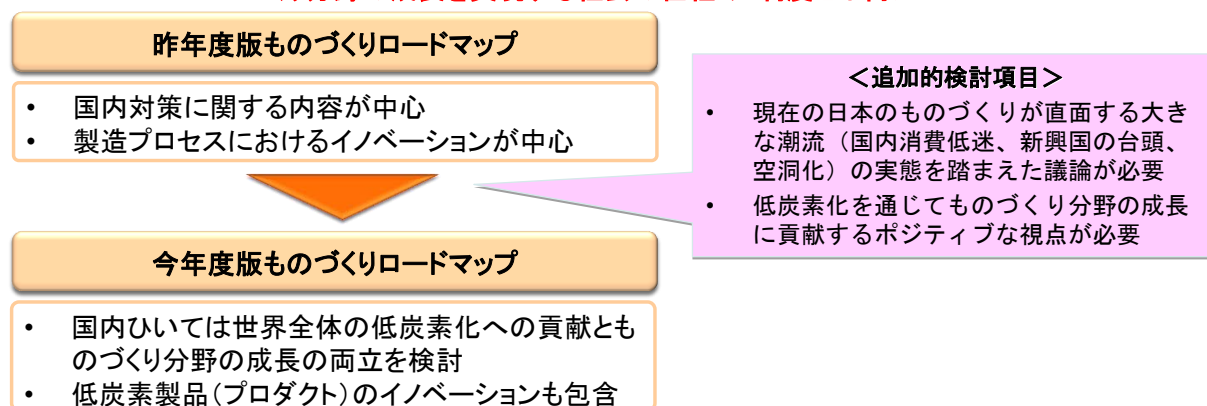 昨年度版ものづくりロードマップ
• 国内対策に関する内容が中心
• 製造プロセスにおけるイノベーションが中心
＜追加的検討項目＞
• 現在の日本のものづくりが直面する大き
な潮流（国内消費低迷、新興国の台頭、
空洞化）の実態を踏まえた議論が必要
• 低炭素化を通じてものづくり分野の成長
に貢献するポジティブな視点が必要
今年度版ものづくりロードマップ
• 国内ひいては世界全体の低炭素化への貢献とも
のづくり分野の成長の両立を検討
• 低炭素製品（プロダクト）のイノベーションも包含